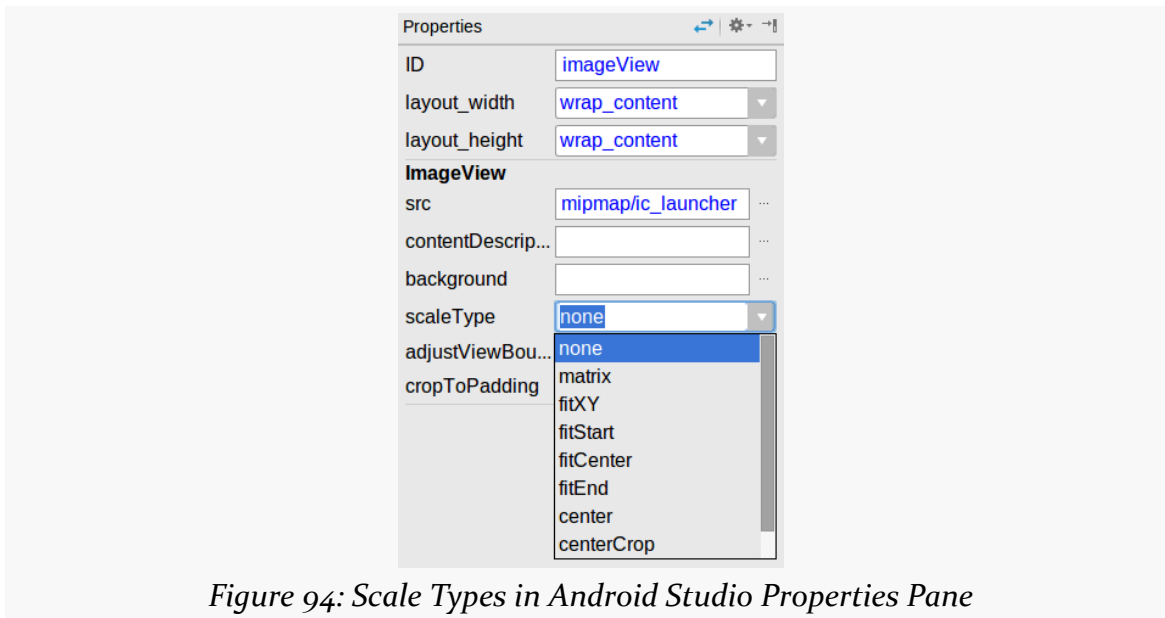 Properties
ID imageView
layout_width wrap_content
layout_height wrap_content
ImageView
src mipmap/ic_launcher ...
contentDescrip... ...
background ...
scaleType none
adjustViewBou... none
matrix
cropToPadding
fitXY
fitStart
fitCenter
fitEnd
center
centerCrop
Figure 94: Scale Types in Android Studio Properties Pane